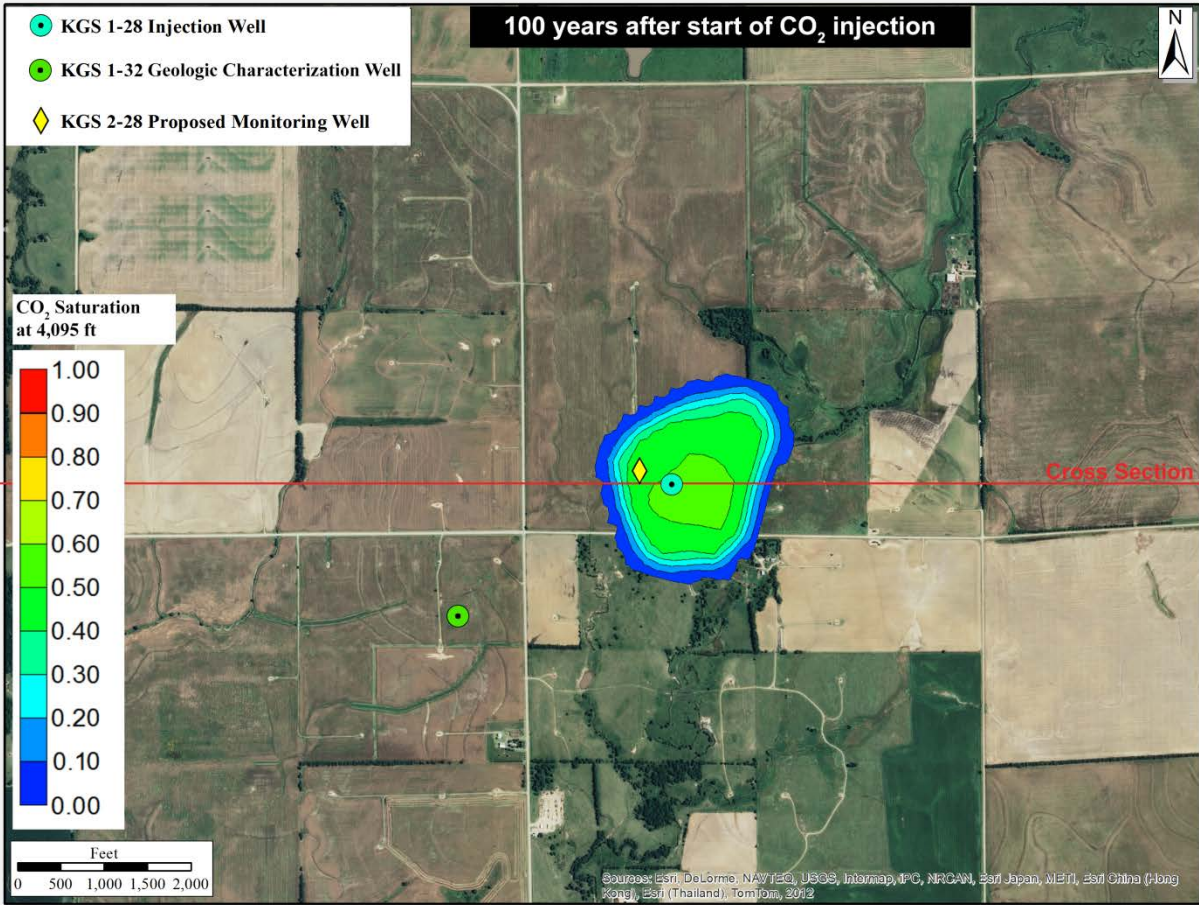 KGS 1-28 Injection Well
KGS 1-32 Geologic Characterization Well
KGS 2-28 Proposed Monitoring Well
100 years after start of CO₂ injection
N
CO₂ Saturation
at 4,095 ft
1.00
0.90
0.80
0.70
0.60
0.50
0.40
0.30
0.20
0.10
0.00
Cross Section
Feet
0 500 1,000 1,500 2,000
Sources: Esri, DeLorme, NAVTEQ, USGS, Intermap, iPC, NRCAN, Esri Japan, METI, Esri China (Hong
Kong), Esri (Thailand), TomTom, 2012